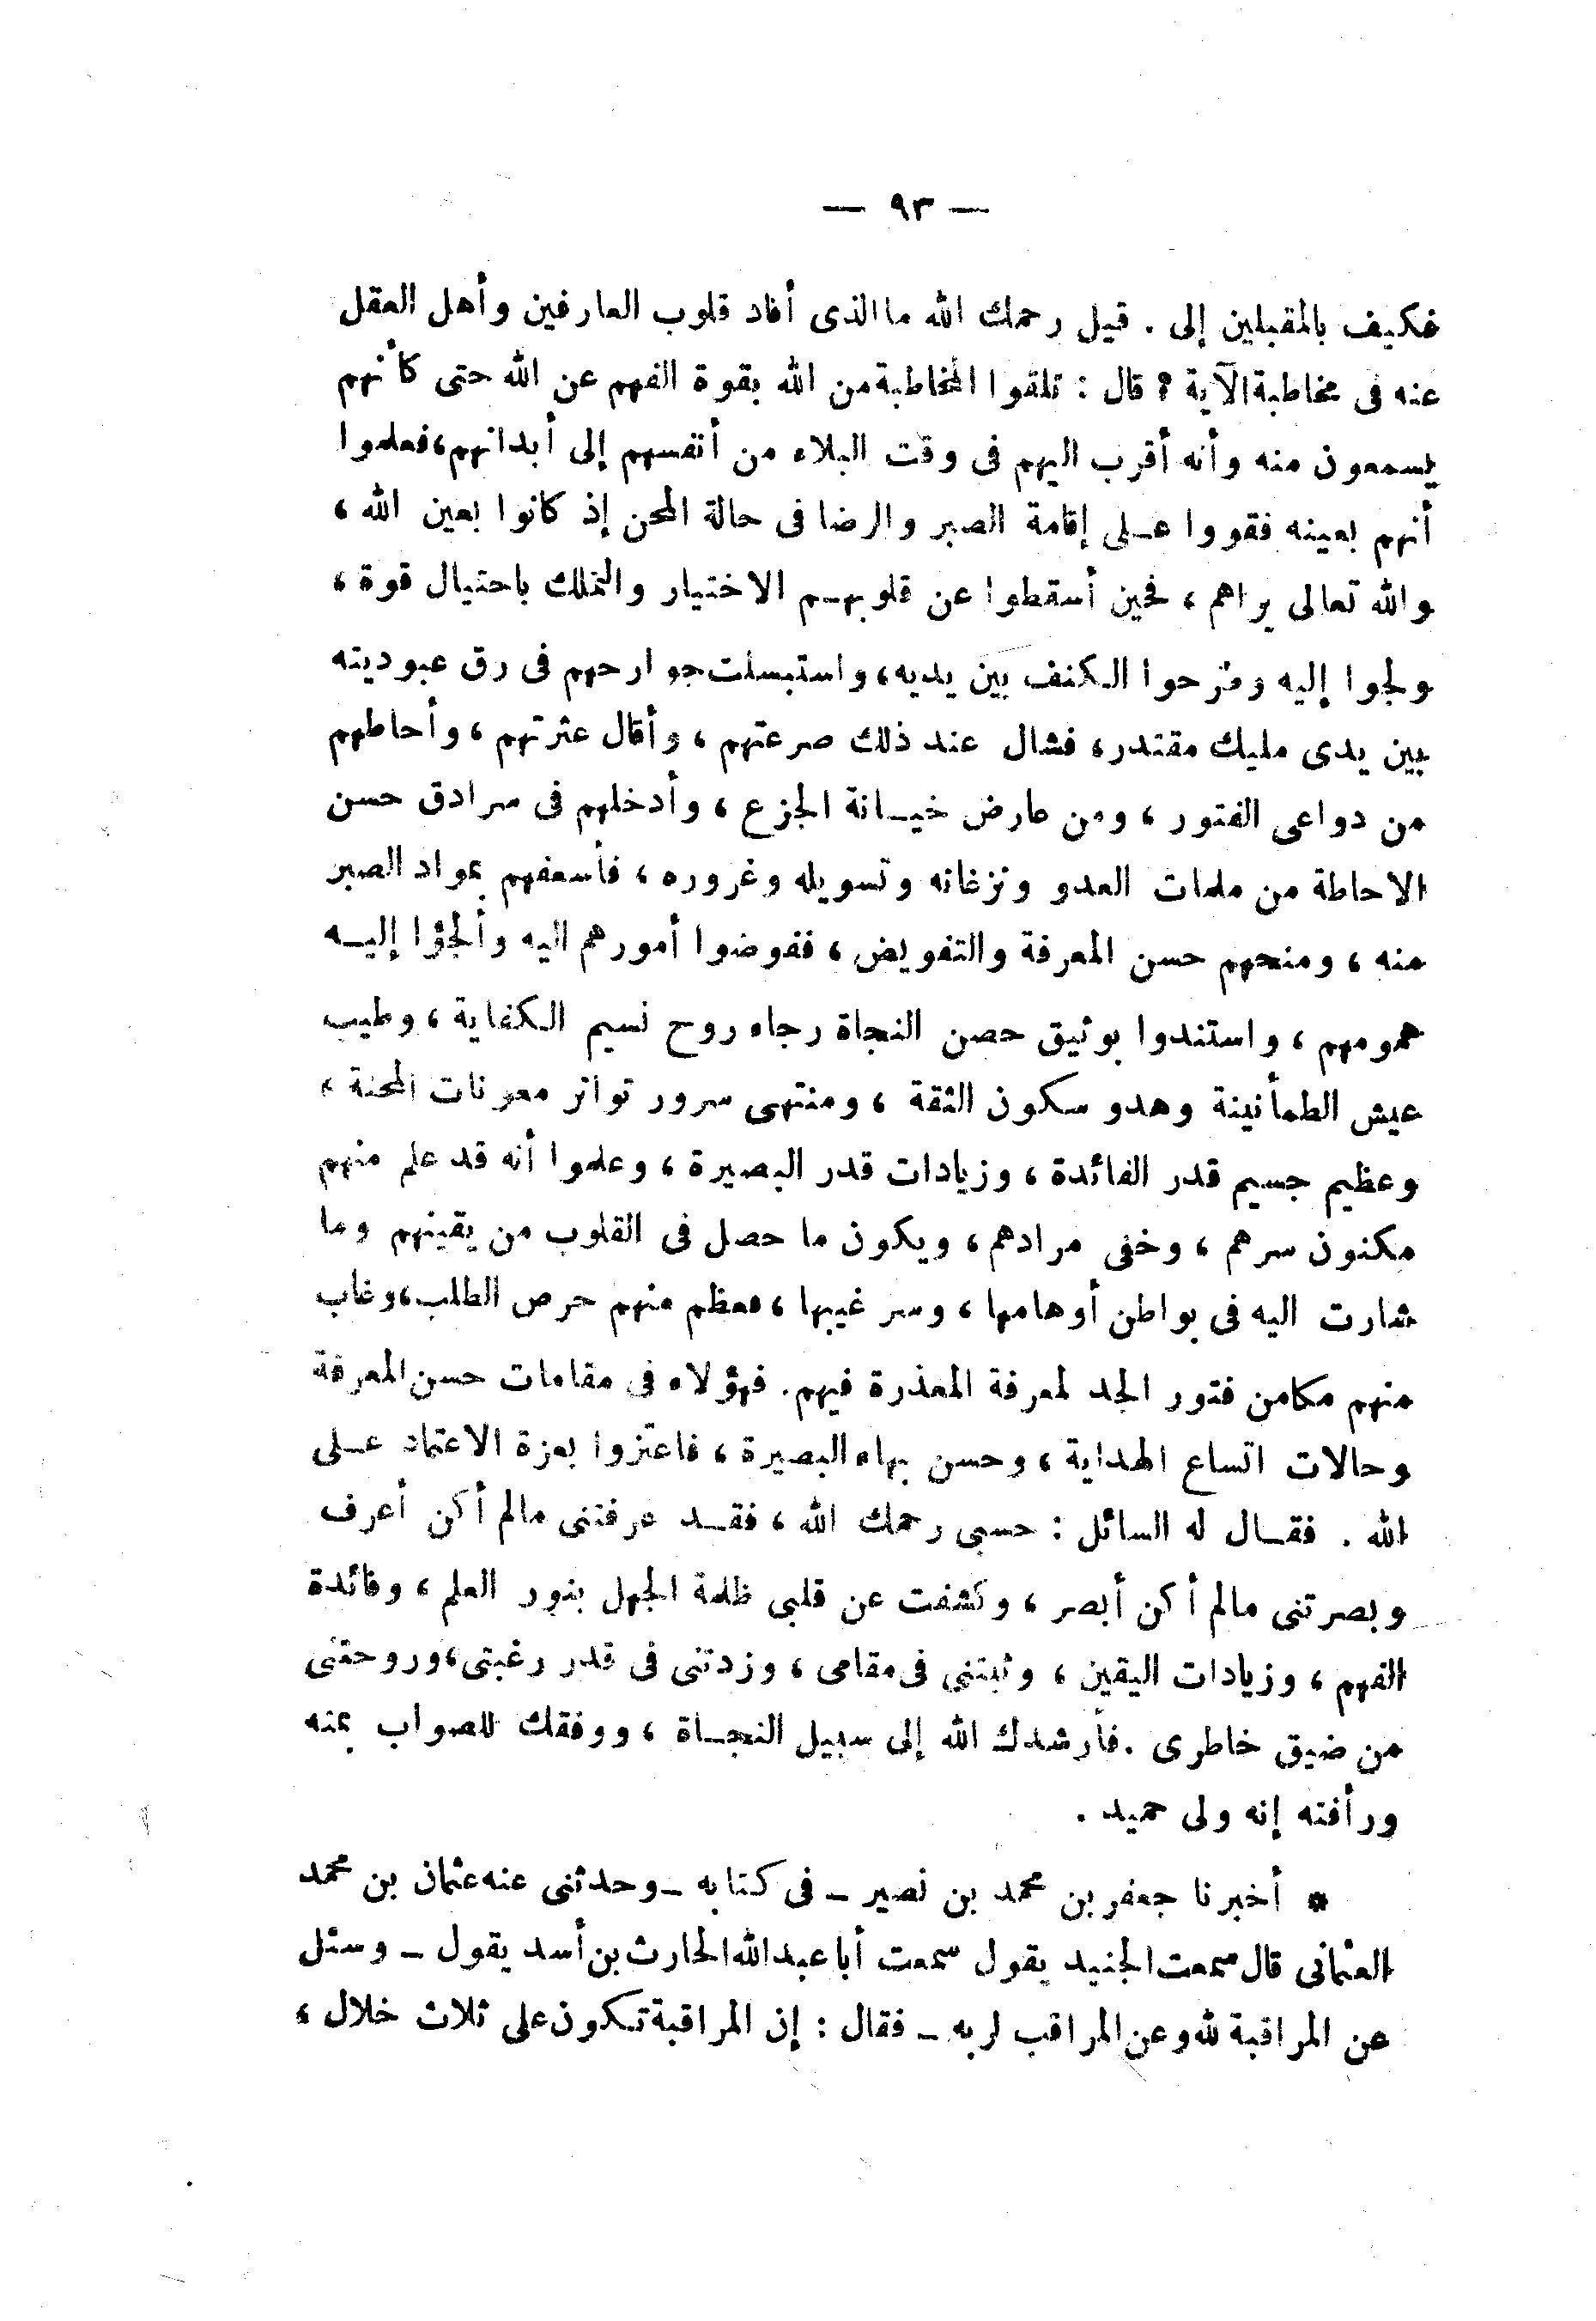 — ٩٣ —
فكيف بالمقبلين إلى . قيل رحمك الله ما الذى أفاد قلوب العارفين وأهل العقل
عنه فى مخاطبة الآية ؟ قال : تلقوا المخاطبة من الله بقوة الفهم عن الله حتى كأنهم
يسمعون منه وأنه أقرب اليهم فى وقت البلاء من أنفسهم إلى أبدانهم، فعلموا
أنهم بعينه فقووا عـلى إقامة الصبر والرضا فى حالة المحن إذ كانوا بعين الله ،
والله تعالى يراهم ، فحين أسقطوا عن قلوبهـم الاختيار والتملك باحتيال قوة ،
ولجوا إليه وطرحوا الكنف بين يديه، واستبسلت جوارحهم فى رق عبوديته
بين يدى مليك مقتدر، فشال عند ذلك صرعتهم ، وأقال عثرتهم ، وأحاطهم
من دواعى الفتور ، ومن عارض خيـانة الجزع ، وأدخلهم فى سرادق حسن
الاحاطة من ملمات العدو ونزغاته وتسويله وغروره ، فأسعفهم بمواد الصبر
منه ، ومنحهم حسن المعرفة والتفويض ، ففوضوا أمورهم اليه وألجؤا إليـه
همومهم ، واستندوا بوثيق حصن النجاة رجاء روح نسيم الكفاية ، وطيب
عيش الطمأنينة وهدو سكون الثقة ، ومنتهى سرور تواتر معونات المحنة ،
وعظيم جسيم قدر الفائدة ، وزيادات قدر البصيرة ، وعلموا أنه قد علم منهم
مكنون سرهم ، وخفى مرادهم ، ويكون ما حصل فى القلوب من يقينهم وما
شارت اليه فى بواطن أوهامها ، وسر غيبها ، فعظم منهم حرص الطلب، وغاب
منهم مكامن فتور الجد لمعرفة المعذرة فيهم. فهؤلاء فى مقامات حسن المعرفة
وحالات اتساع الهداية ، وحسن بهاء البصيرة ، فاعتزوا بعزة الاعتماد عـلى
الله . فقـال له السائل : حسبى رحمك الله ، فقـد عرفتنى مالم أكن أعرف
وبصرتنى مالم أكن أبصر ، وكشفت عن قلبى ظلمة الجهل بنور العلم ، وفائدة
الفهم ، وزيادات اليقين ، وثبتنى فى مقامى ، وزدتنى فى قدر رغبتى، وروحتنى
من ضيق خاطرى . فأرشدك الله إلى سبيل النجـاة ، ووفقك للصواب بمنه
ورأفته إنه ولى حميد .
* أخبرنا جعفر بن محمد بن نصير ـ فى كتابه ـ وحدثنى عنه عثمان بن محمد
العثمانى قال سمعت الجنيد يقول سمعت أبا عبد الله الحارث بن أسد يقول ـ وسئل
عن المراقبة لله وعن المراقب لربه ـ فقال : إن المراقبة تكون على ثلاث خلال ،